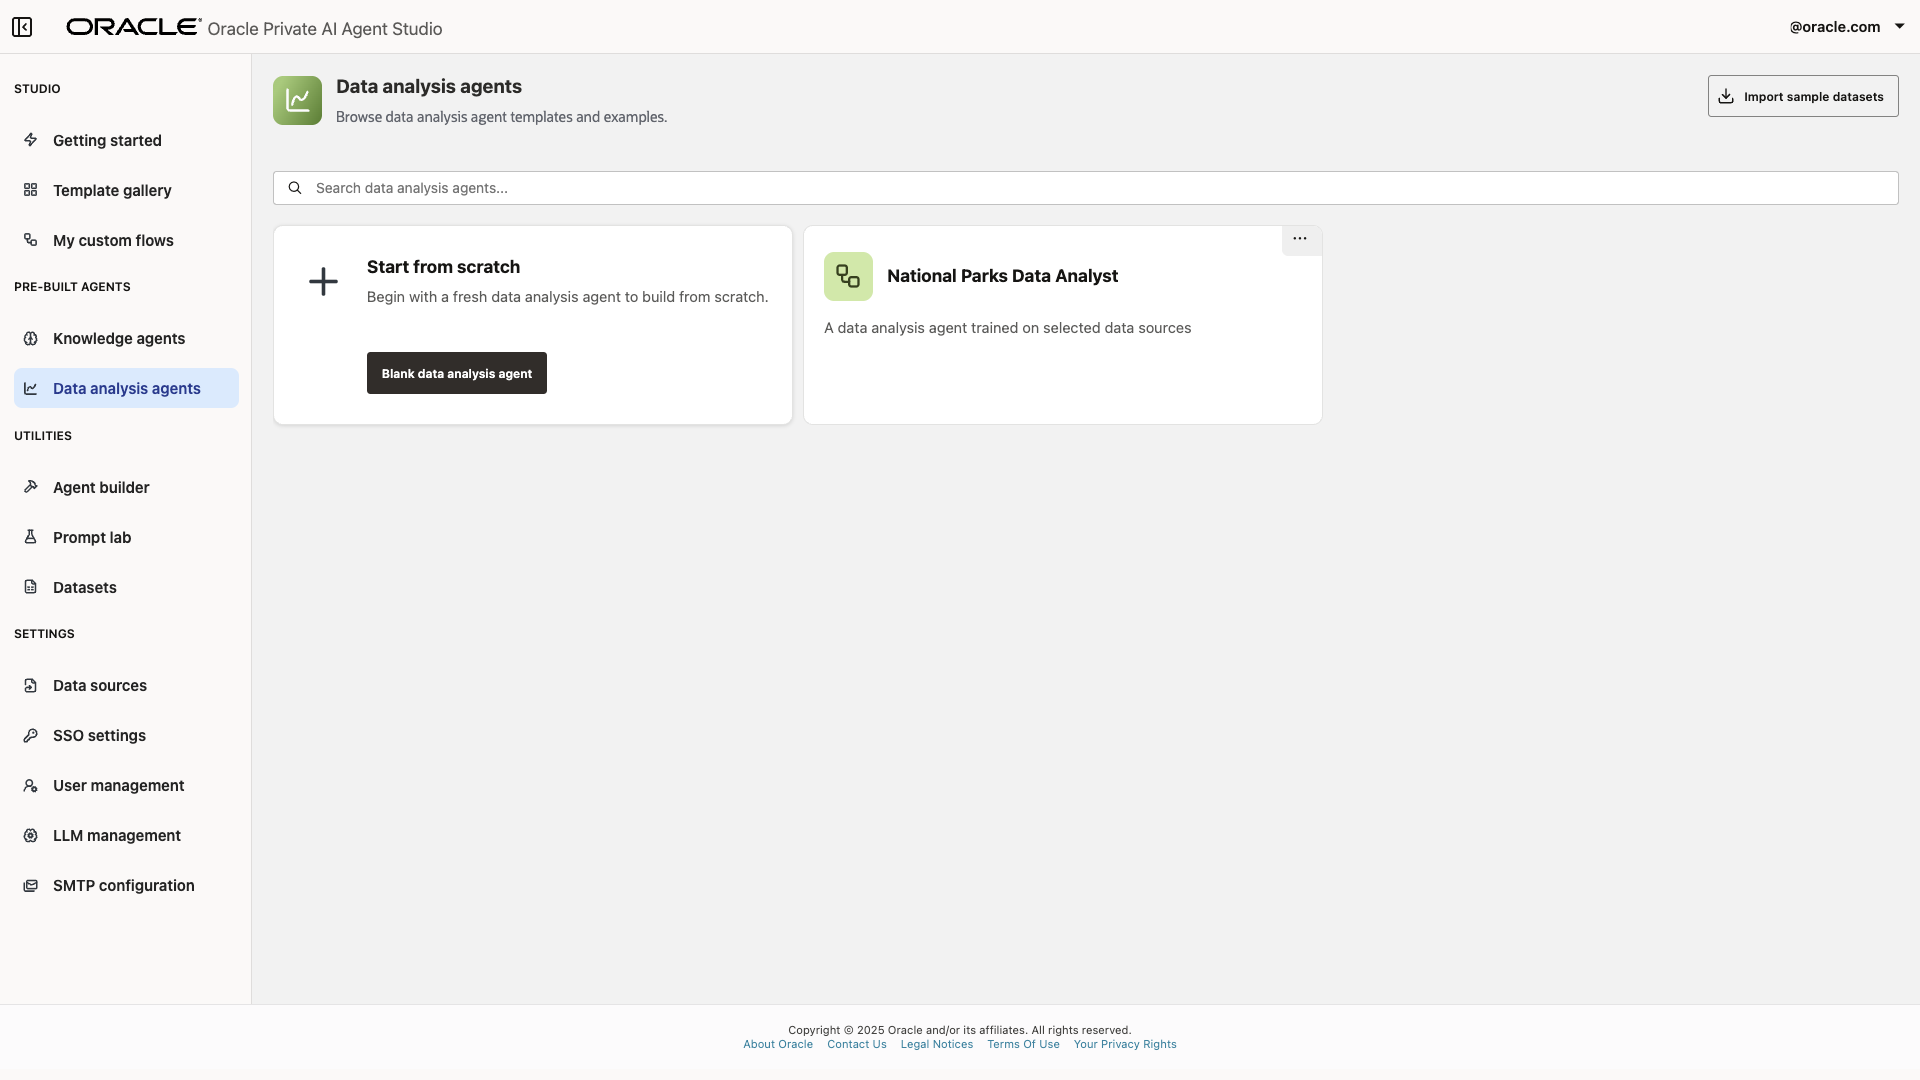 ORACLE Oracle Private AI Agent Studio
@oracle.com
STUDIO
Getting started
Template gallery
My custom flows
PRE-BUILT AGENTS
Knowledge agents
Data analysis agents
UTILITIES
Agent builder
Prompt lab
Datasets
SETTINGS
Data sources
SSO settings
User management
LLM management
SMTP configuration
Data analysis agents
Browse data analysis agent templates and examples.
Import sample datasets
Search data analysis agents...
Start from scratch
Begin with a fresh data analysis agent to build from scratch.
Blank data analysis agent
National Parks Data Analyst
A data analysis agent trained on selected data sources
Copyright © 2025 Oracle and/or its affiliates. All rights reserved.
About Oracle Contact Us Legal Notices Terms Of Use Your Privacy Rights